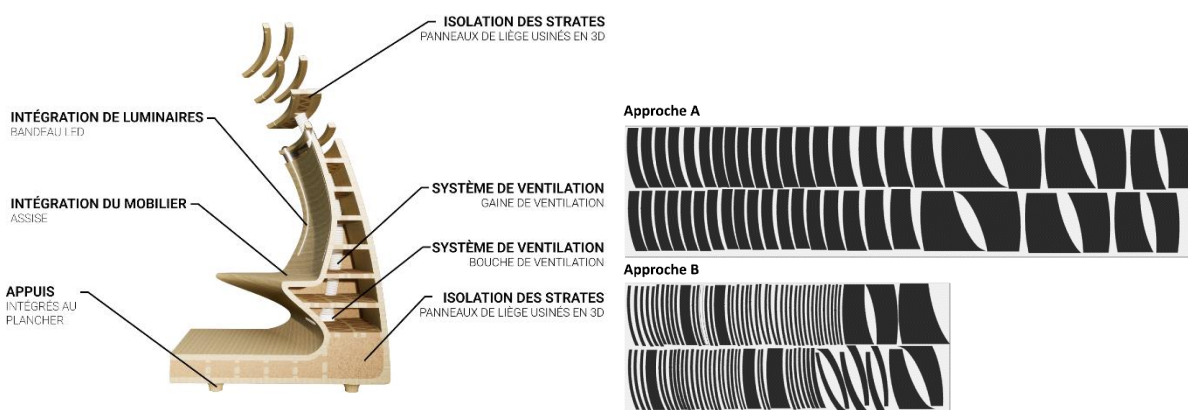 ISOLATION DES STRATES
PANNEAUX DE LIÈGE USINÉS EN 3D
INTÉGRATION DE LUMINAIRES
BANDEAU LED
INTÉGRATION DU MOBILIER
ASSISE
SYSTÈME DE VENTILATION
GAINE DE VENTILATION
SYSTÈME DE VENTILATION
BOUCHE DE VENTILATION
APPUIS
INTÉGRÉS AU
PLANCHER
ISOLATION DES STRATES
PANNEAUX DE LIÈGE USINÉS EN 3D
Approche A
Approche B